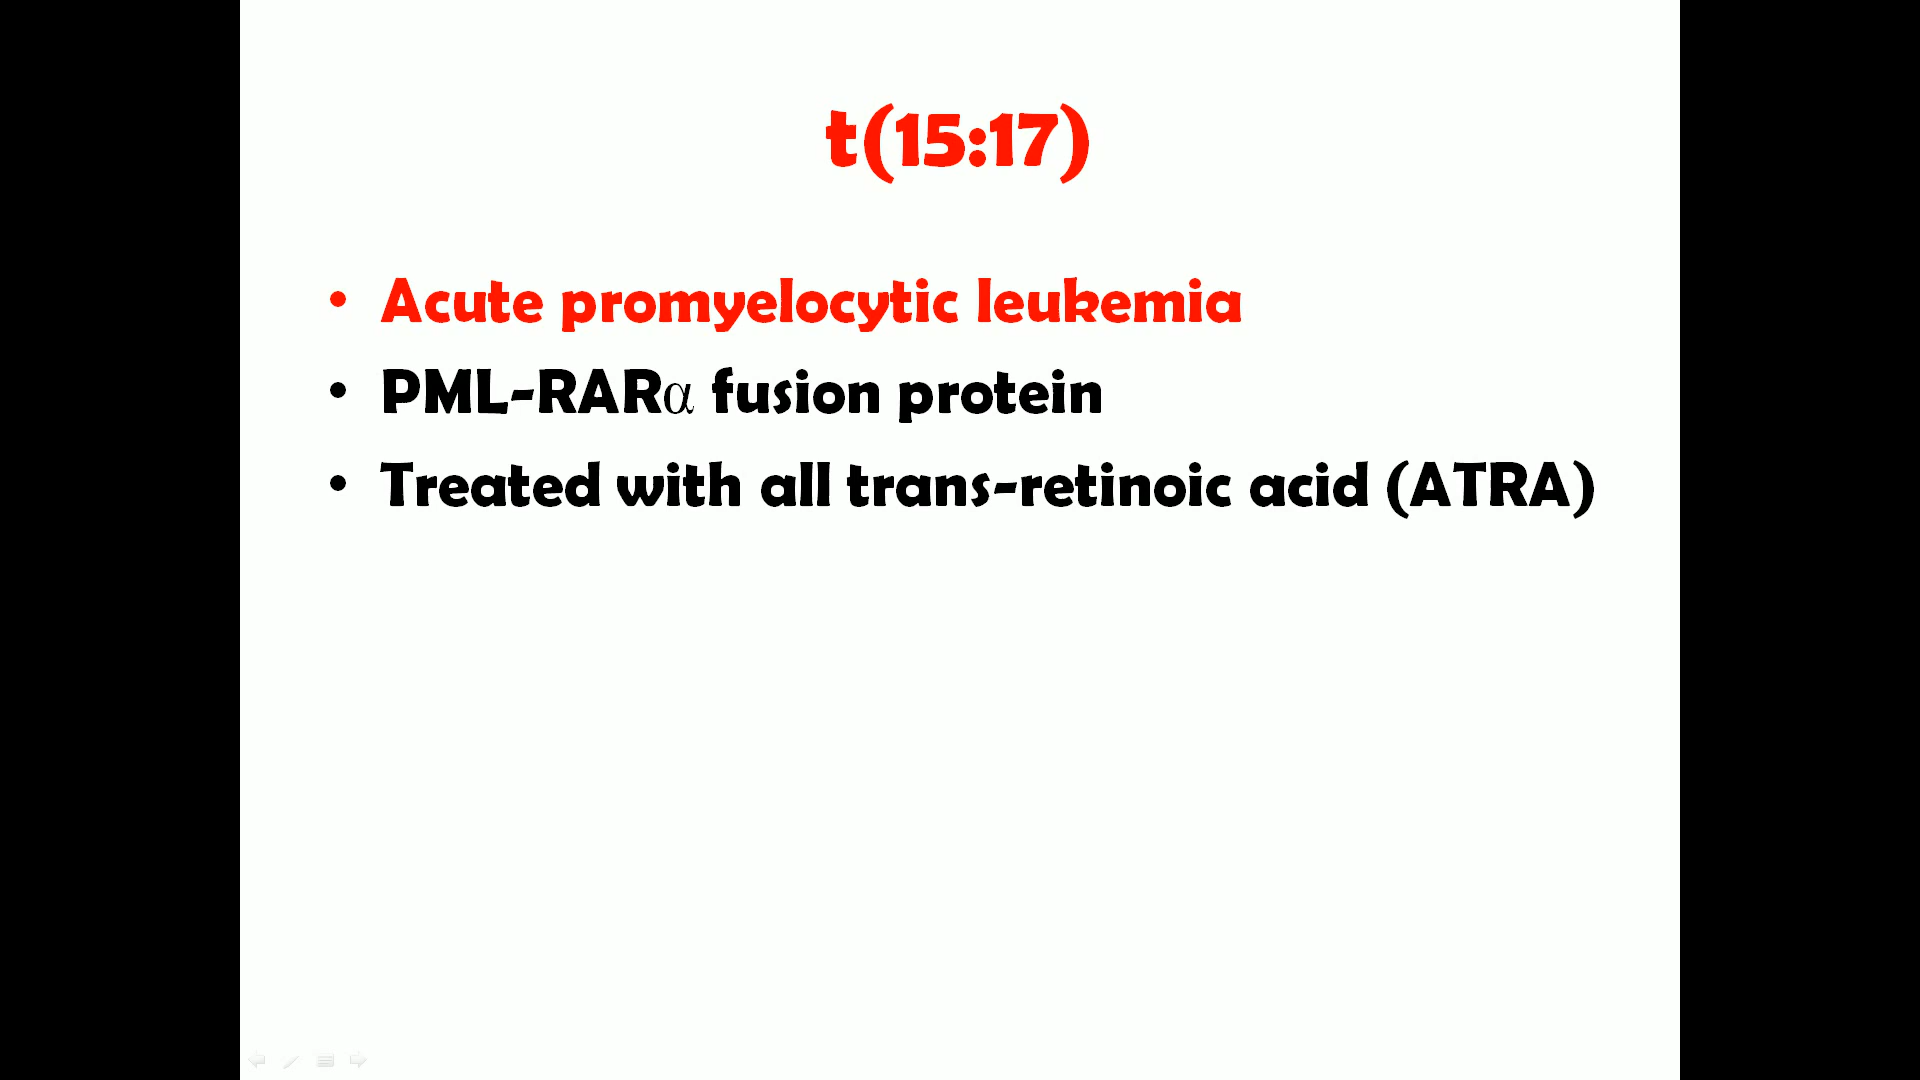 t(15:17)
• Acute promyelocytic leukemia
• PML-RARα fusion protein
• Treated with all trans-retinoic acid (ATRA)